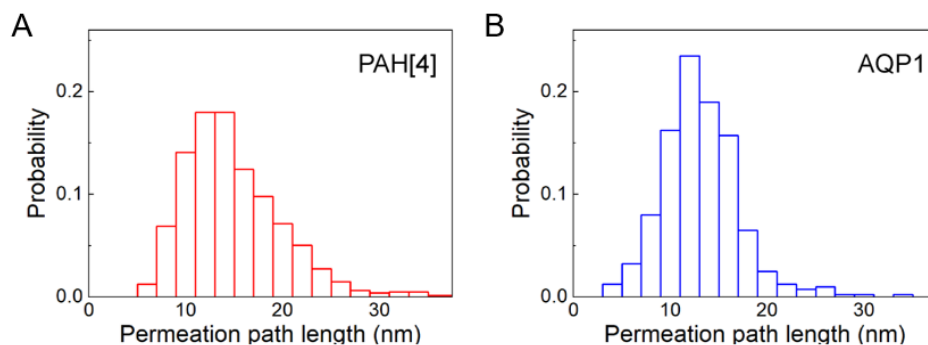 A
PAH[4]
Probability
0.2
0.1
0.0
0
10
20
30
Permeation path length (nm)
B
AQP1
Probability
0.2
0.1
0.0
0
10
20
30
Permeation path length (nm)